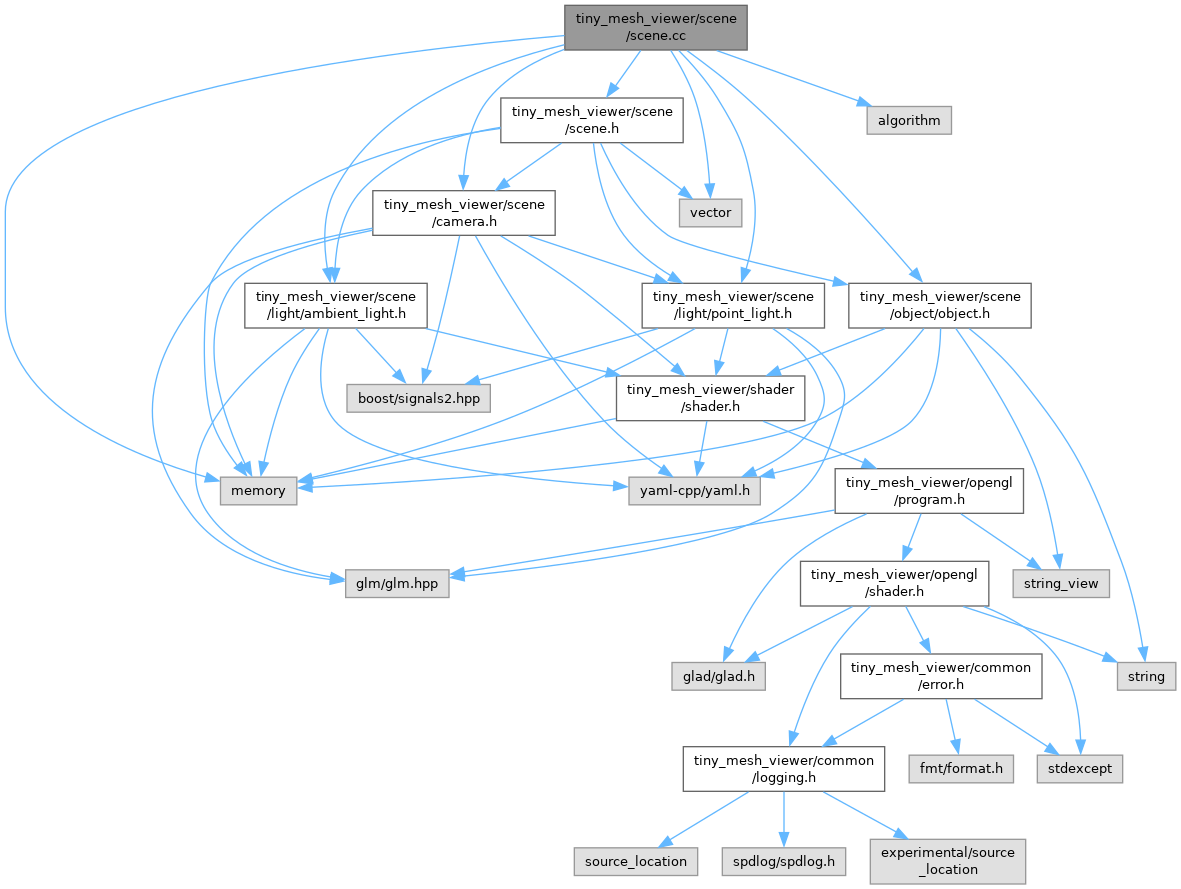 tiny_mesh_viewer/scene
/scene.cc
tiny_mesh_viewer/scene
/scene.h
algorithm
tiny_mesh_viewer/scene
/camera.h
vector
tiny_mesh_viewer/scene
/light/ambient_light.h
tiny_mesh_viewer/scene
/light/point_light.h
tiny_mesh_viewer/scene
/object/object.h
boost/signals2.hpp
tiny_mesh_viewer/shader
/shader.h
memory
yaml-cpp/yaml.h
tiny_mesh_viewer/opengl
/program.h
glm/glm.hpp
tiny_mesh_viewer/opengl
/shader.h
string_view
glad/glad.h
tiny_mesh_viewer/common
/error.h
string
tiny_mesh_viewer/common
/logging.h
fmt/format.h
stdexcept
source_location
spdlog/spdlog.h
experimental/source
_location